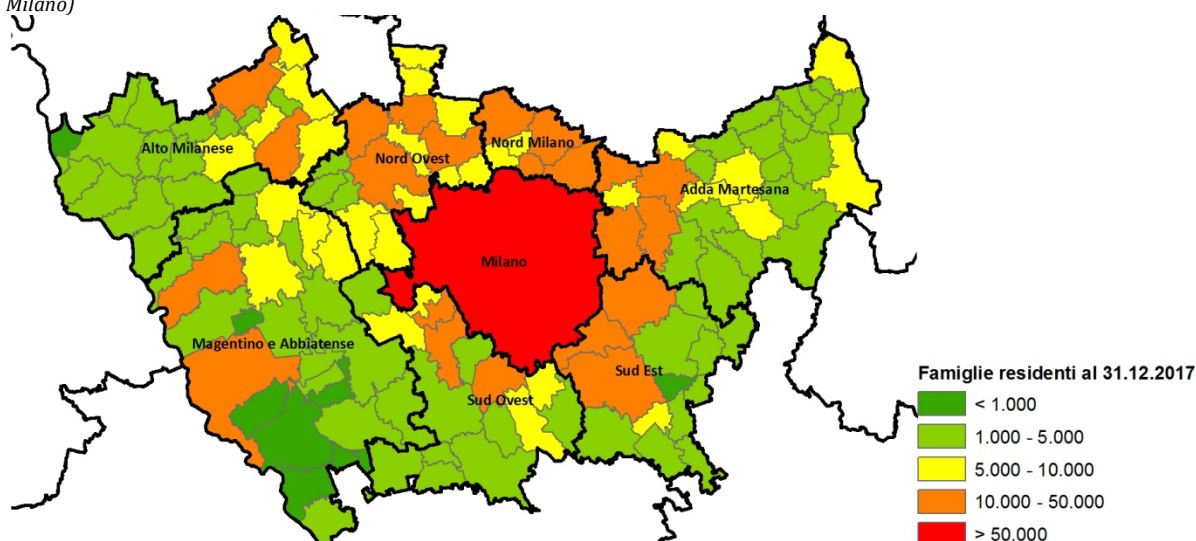 Milano)
Alto Milanese
Nord Ovest
Nord Milano
Adda Martesana
Milano
Magentino e Abbiatense
Sud Ovest
Sud Est
Famiglie residenti al 31.12.2017
< 1.000
1.000 - 5.000
5.000 - 10.000
10.000 - 50.000
> 50.000